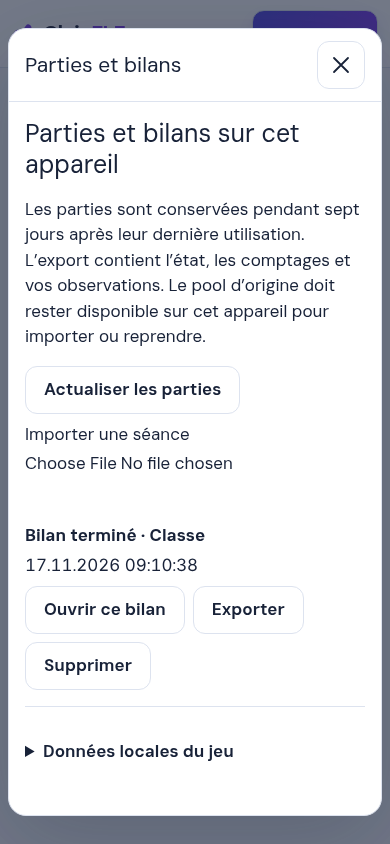 Parties et bilans
Parties et bilans sur cet
appareil
Les parties sont conservées pendant sept
jours après leur dernière utilisation.
L’export contient l’état, les comptages et
vos observations. Le pool d’origine doit
rester disponible sur cet appareil pour
importer ou reprendre.
Actualiser les parties
Importer une séance
Choose File No file chosen
Bilan terminé · Classe
17.11.2026 09:10:38
Ouvrir ce bilan Exporter
Supprimer
Données locales du jeu